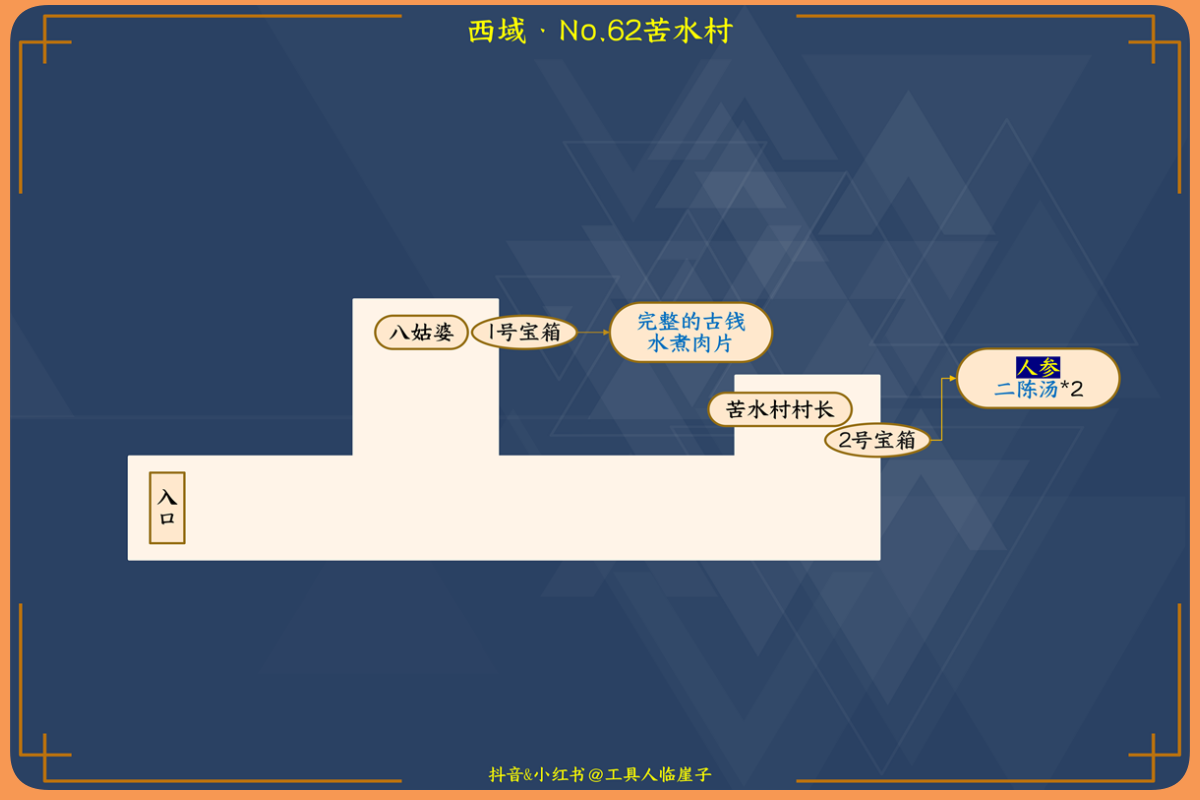 西域·No.62苦水村
八姑婆
1号宝箱
完整的古钱
水煮肉片
苦水村村长
2号宝箱
人参
二陈汤*2
入
口
抖音&小红书@工具人临崖子